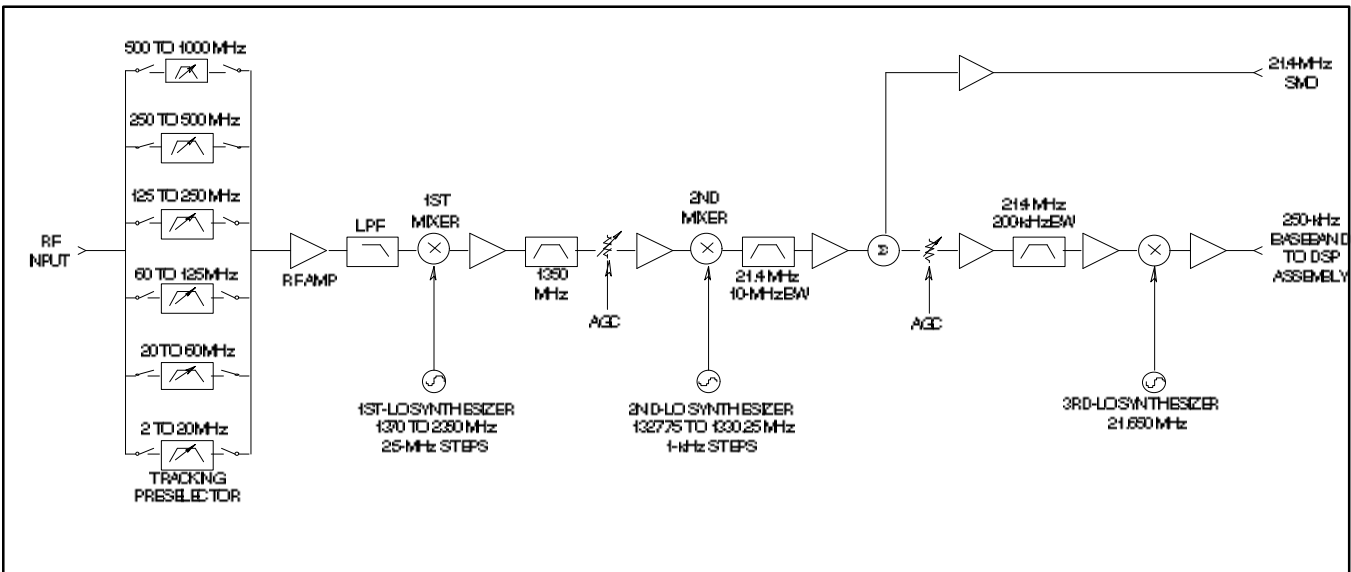 500 TO 1000 MHz
250 TO 500 MHz
125 TO 250 MHz
60 TO 125 MHz
20 TO 60 MHz
2 TO 20 MHz
TRACKING
PRESELECTOR
RF
INPUT
RF AMP
LPF
1ST
MIXER
1ST-LO SYNTHESIZER
1370 TO 2350 MHz
2.5-MHz STEPS
1350
MHz
AGC
2ND
MIXER
2ND-LO SYNTHESIZER
1327.75 TO 1330.25 MHz
1-kHz STEPS
21.4 MHz
10-MHz BW
Σ
AGC
21.4 MHz
200-kHz BW
3RD-LO SYNTHESIZER
21.650 MHz
21.4-MHz
SMO
250-kHz
BASEBAND
TO DSP
ASSEMBLY